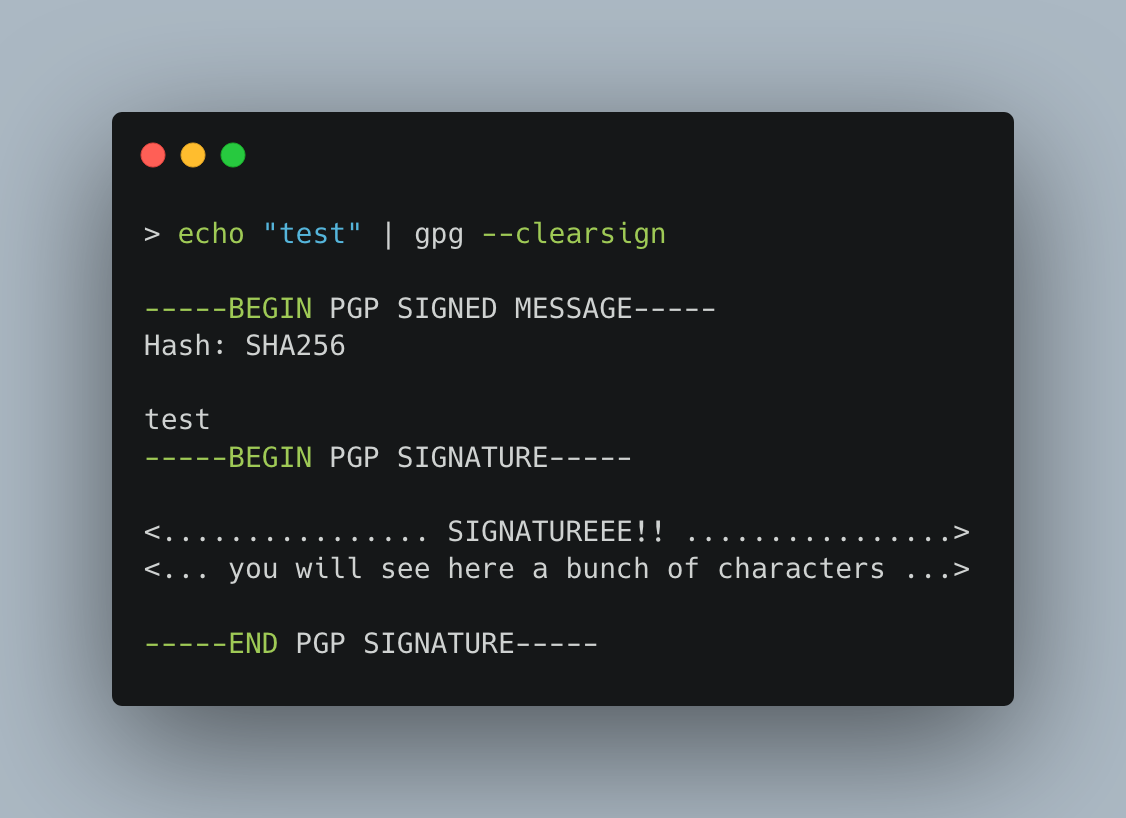 > echo "test" | gpg --clearsign
-----BEGIN PGP SIGNED MESSAGE-----
Hash: SHA256
test
-----BEGIN PGP SIGNATURE-----
<................ SIGNATUREEE!! ................>
<... you will see here a bunch of characters ...>
-----END PGP SIGNATURE-----